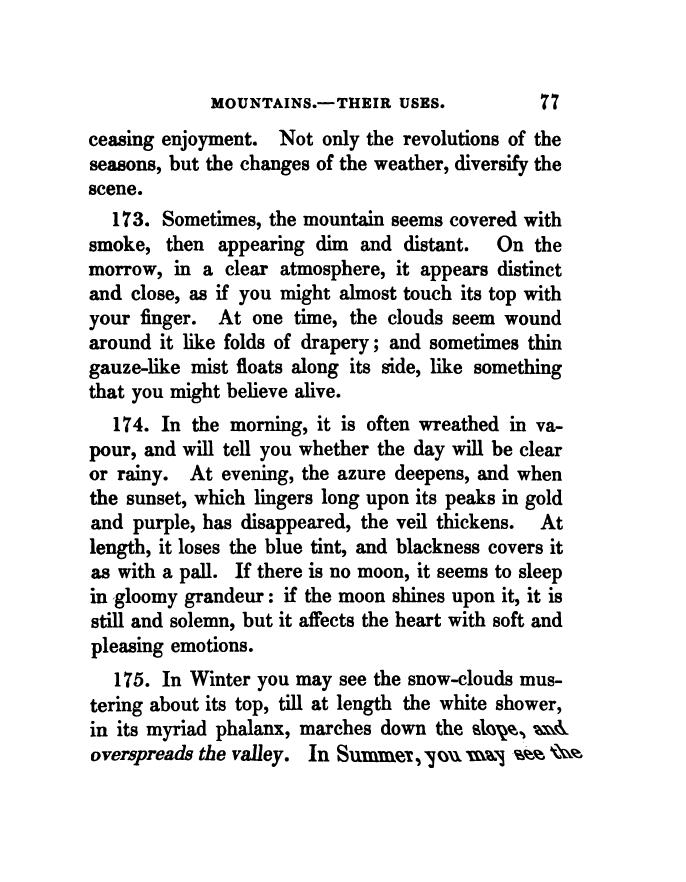 MOUNTAINS.—THEIR USES. 77
ceasing enjoyment. Not only the revolutions of the
seasons, but the changes of the weather, diversify the
scene.
173. Sometimes, the mountain seems covered with
smoke, then appearing dim and distant. On the
morrow, in a clear atmosphere, it appears distinct
and close, as if you might almost touch its top with
your finger. At one time, the clouds seem wound
around it like folds of drapery; and sometimes thin
gauze-like mist floats along its side, like something
that you might believe alive.
174. In the morning, it is often wreathed in va-
pour, and will tell you whether the day will be clear
or rainy. At evening, the azure deepens, and when
the sunset, which lingers long upon its peaks in gold
and purple, has disappeared, the veil thickens. At
length, it loses the blue tint, and blackness covers it
as with a pall. If there is no moon, it seems to sleep
in gloomy grandeur: if the moon shines upon it, it is
still and solemn, but it affects the heart with soft and
pleasing emotions.
175. In Winter you may see the snow-clouds mus-
tering about its top, till at length the white shower,
in its myriad phalanx, marches down the slope, and
overspreads the valley. In Summer, you may see the